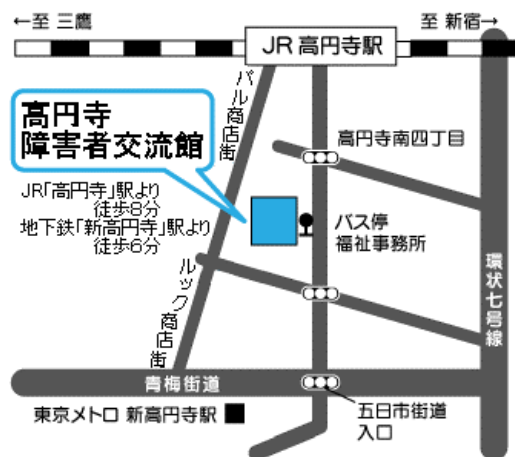 ←至 三鷹
至 新宿→
JR 高円寺駅
パル商店街
高円寺
障害者交流館
高円寺南四丁目
JR｢高円寺｣駅より
徒歩8分
地下鉄｢新高円寺｣駅より
徒歩6分
バス停
福祉事務所
環状七号線
ルック商店街
青梅街道
東京メトロ 新高円寺駅
五日市街道
入口